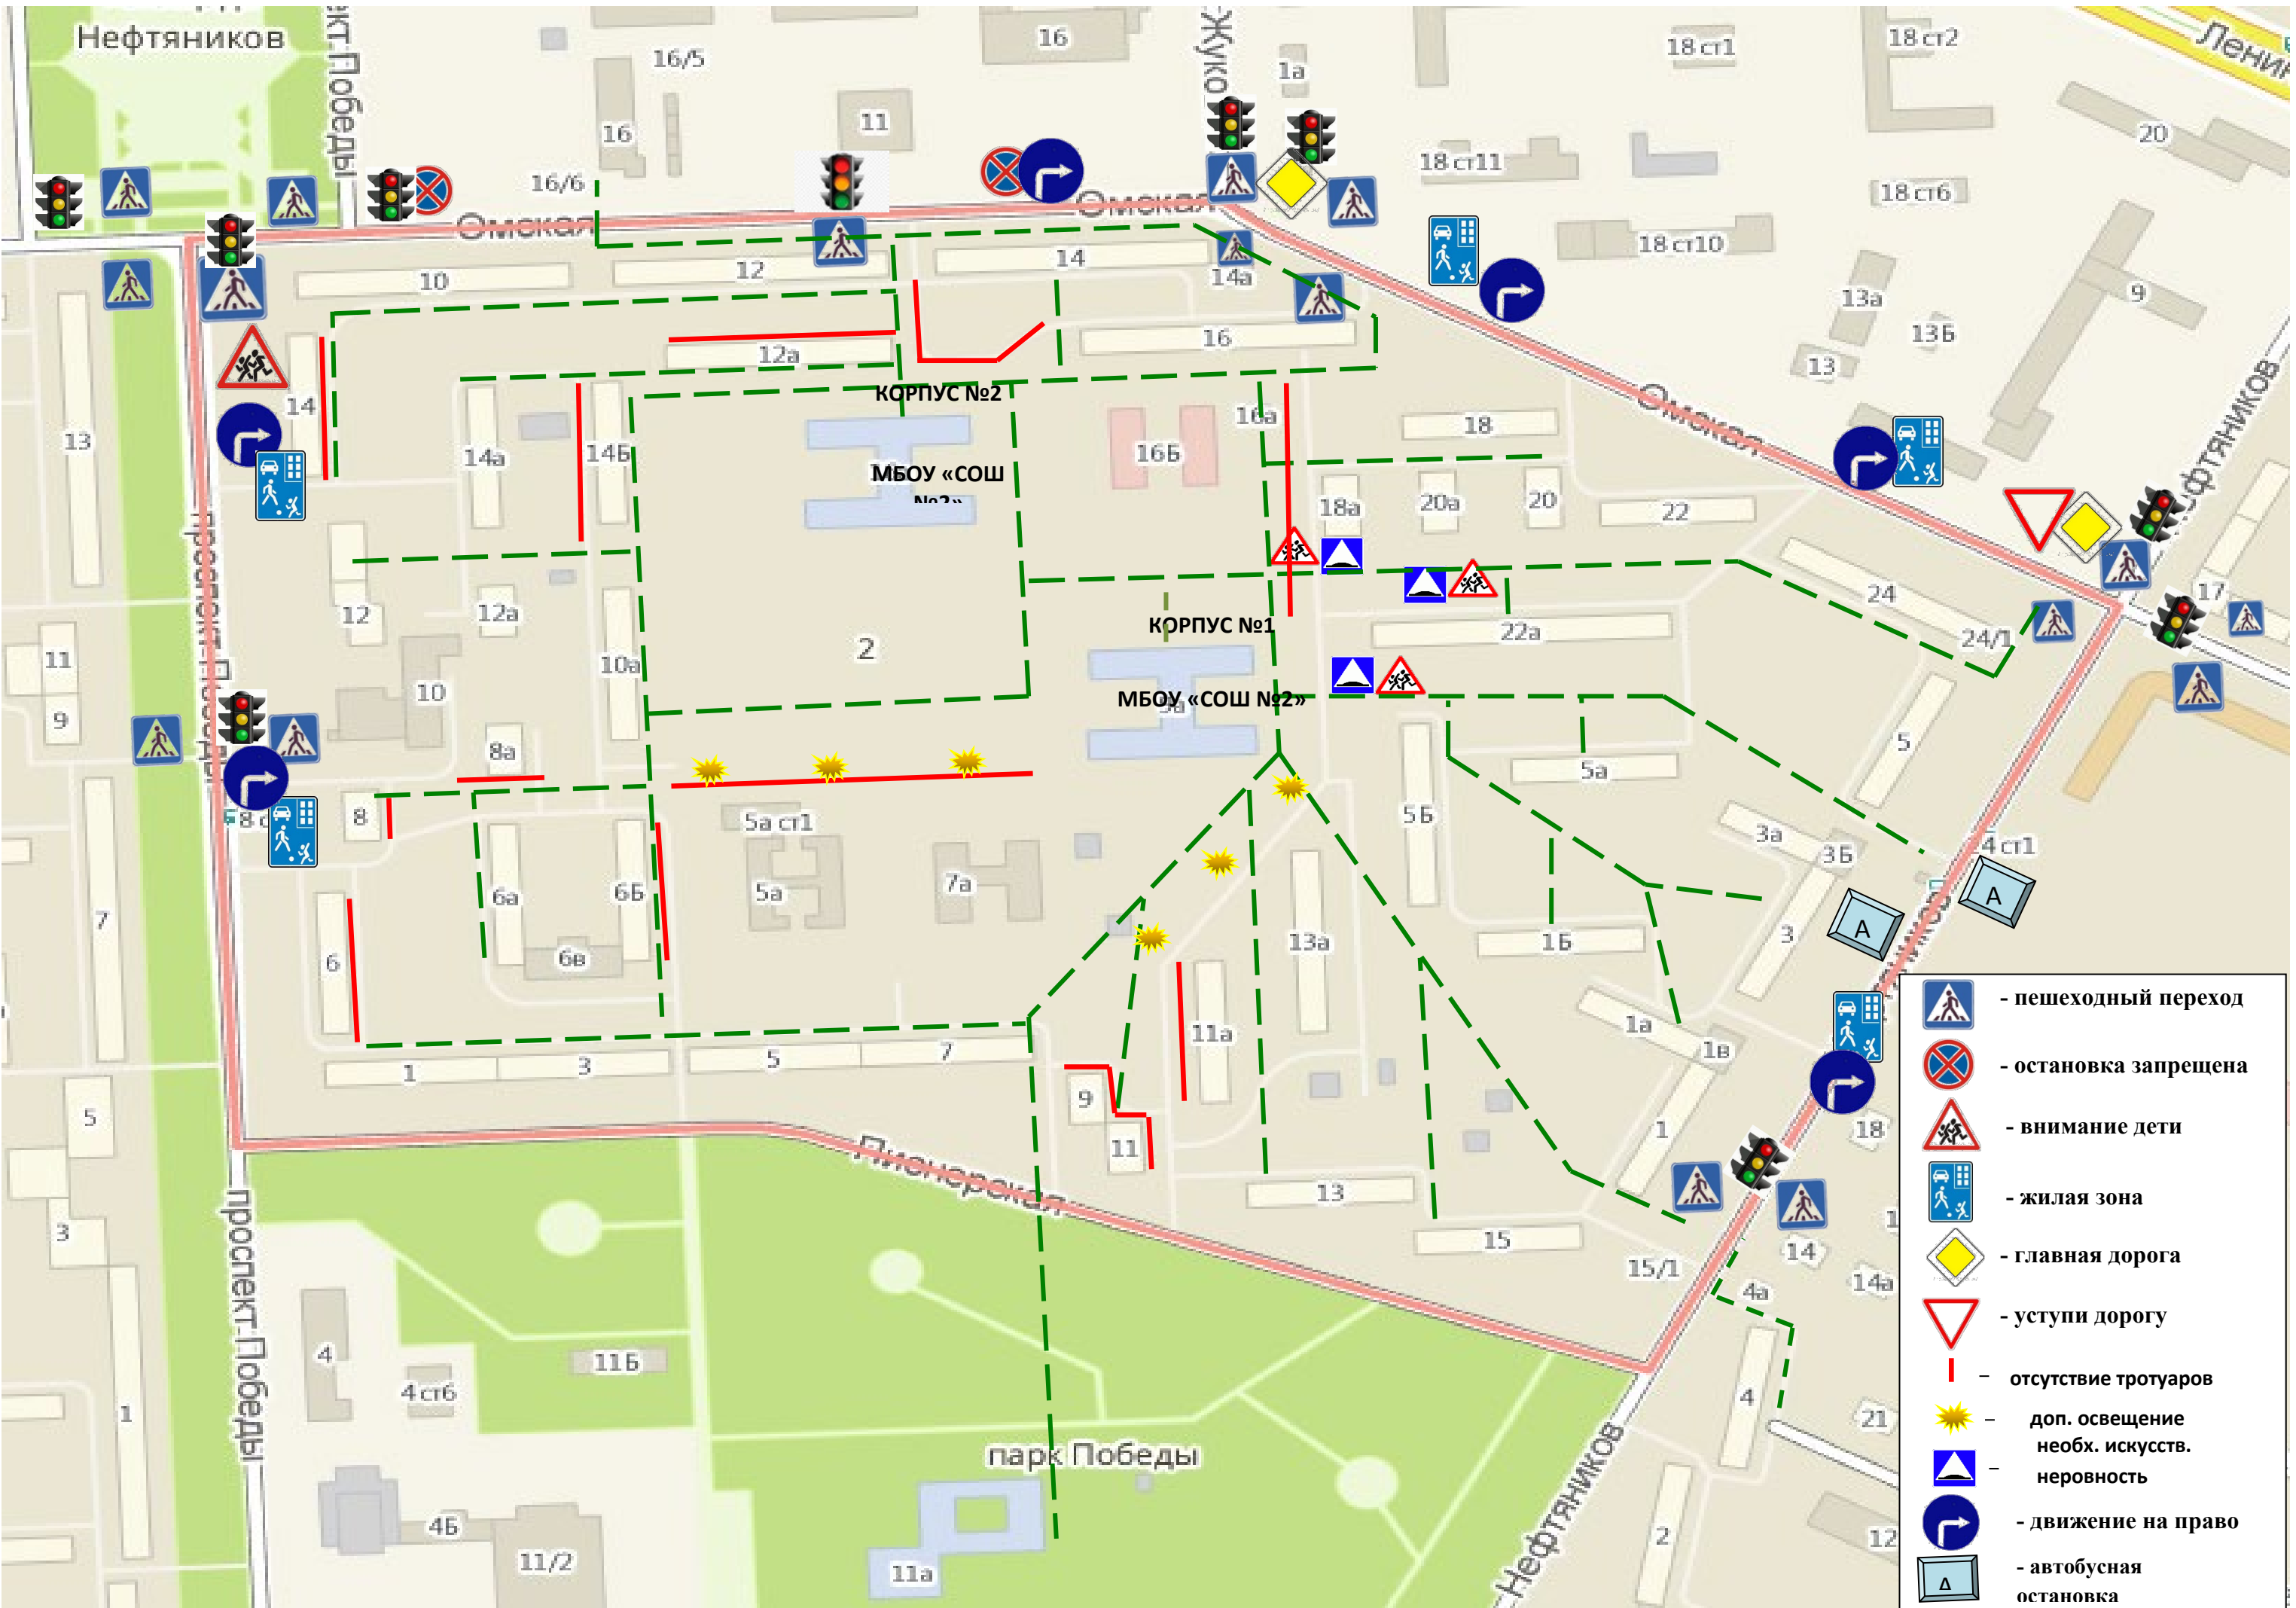 Нефтяников
кт-Победы
16/5
16
Жуко
1а
18 ст1
18 ст2
Ленин
16
11
20
16/6
18 ст11
18 ст6
Омская
Омская
10
12
14
14а
18 ст10
13а
9
13Б
12а
16
13
14
КОРПУС №2
Омская
Нефтяников
13
14а
14Б
16а
16Б
18
МБОУ «СОШ
№2»
18а
20а
20
22
проспект-Победы
12
12а
24
17
КОРПУС №1
22а
24/1
11
10а
2
10
МБОУ «СОШ №2»
9а
9
8а
5
5а
8
5а ст1
5Б
3а
3Б
4 ст1
7
6а
6Б
5а
7а
А
А
6
6в
13а
1Б
3
11а
1а
1в
1
3
5
7
9
5
11
1
18
Пионерская
13
3
15
14
15/1
4а
14а
проспект-Победы
4
11Б
4 ст6
4
1
21
парк Победы
Нефтяников
4Б
11/2
11а
2
12
- пешеходный переход
- остановка запрещена
- внимание дети
- жилая зона
- главная дорога
- уступи дорогу
– отсутствие тротуаров
– доп. освещение
необх. искусств.
– неровность
- движение на право
- автобусная
остановка